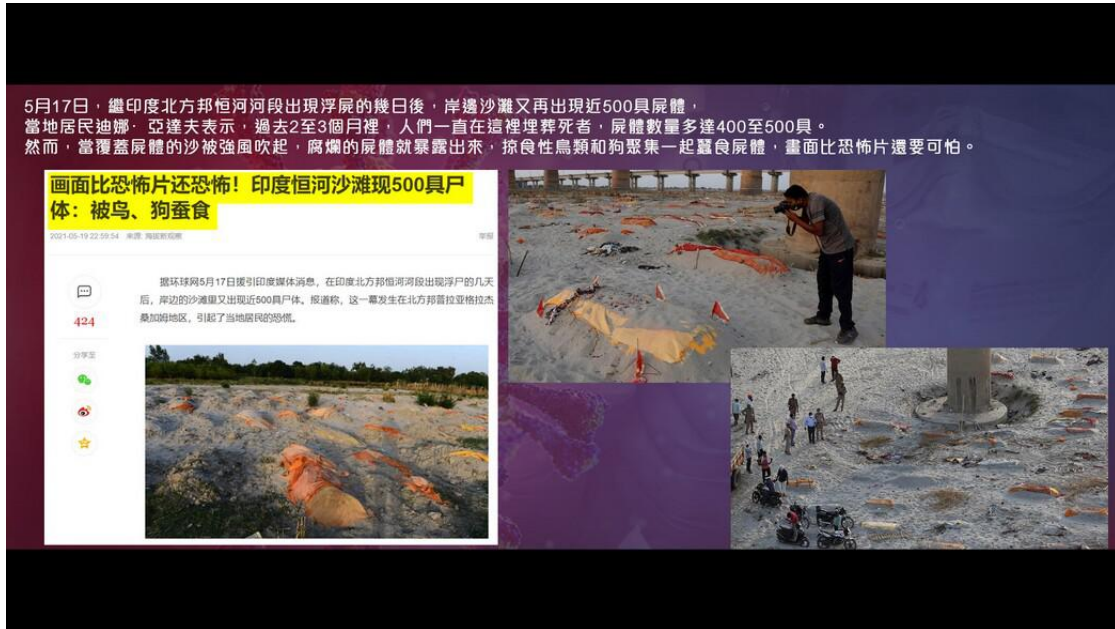 5月17日，繼印度北方邦恒河河段出現浮屍的幾日後，岸邊沙灘又再出現近500具屍體，
當地居民迪娜·亞達夫表示，過去2至3個月裡，人們一直在這裡埋葬死者，屍體數量多達400至500具。
然而，當覆蓋屍體的沙被強風吹起，腐爛的屍體就暴露出來，掠食性鳥類和狗聚集一起蠶食屍體，畫面比恐怖片還要可怕。
画面比恐怖片还恐怖！印度恒河沙滩现500具尸
体：被鸟、狗蚕食
2021-05-19 22:59:54 来源: 海报新观察
举报
据环球网5月17日援引印度媒体消息，在印度北方邦恒河河段出现浮尸的几天
后，岸边的沙滩里又出现近500具尸体。报道称，这一幕发生在北方邦普拉亚格拉杰
桑加姆地区，引起了当地居民的恐慌。
424
分享至